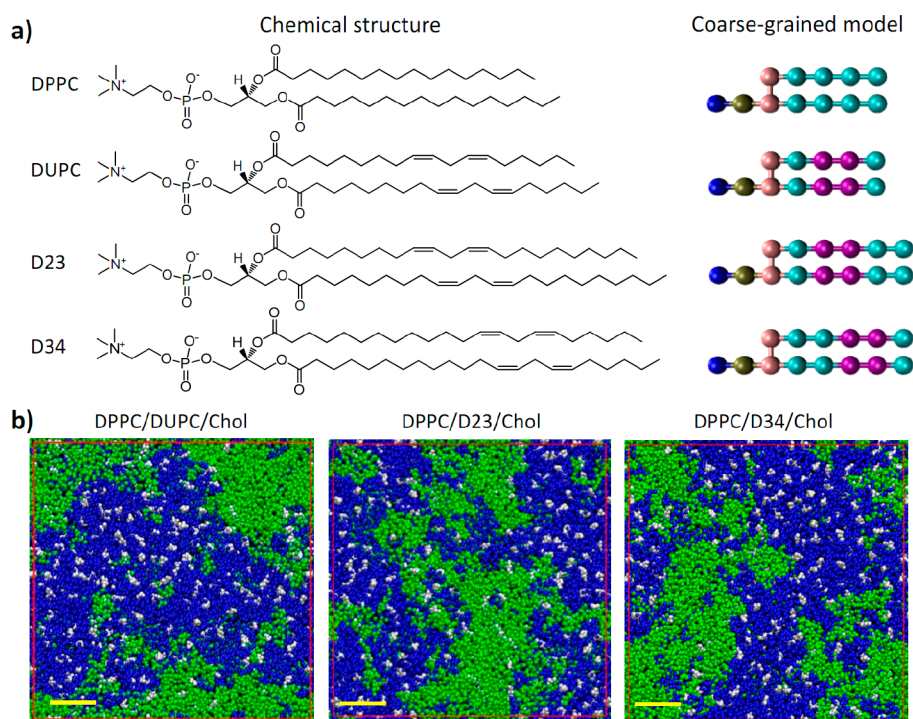 a)
Chemical structure
Coarse-grained model
DPPC
N+
O
P
O-
O
O
H
O
O
O
O
DUPC
N+
O
P
O-
O
O
H
O
O
O
O
D23
N+
O
P
O-
O
O
H
O
O
O
O
D34
N+
O
P
O-
O
O
H
O
O
O
O
b)
DPPC/DUPC/Chol
DPPC/D23/Chol
DPPC/D34/Chol